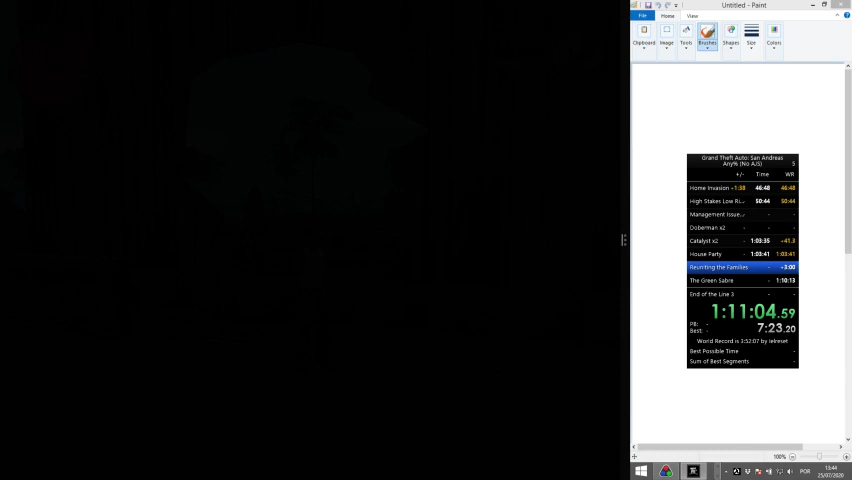 Untitled - Paint
File Home View
Clipboard Image Tools Brushes Shapes Size Colors
Grand Theft Auto: San Andreas
Any% (No A/S) 5
+/- Time WR
Home Invasion +1:38 46:48 46:48
High Stakes Low Ri... - 50:44 50:44
Management Issue... - -
Doberman x2 - - -
Catalyst x2 - 1:03:35 +41.3
House Party - 1:03:41 1:03:41
Reuniting the Families - +3:00
The Green Sabre - 1:10:13
End of the Line 3 - -
1:11:04.59
PB: -
Best: - 7:23.20
World Record is 3:52:07 by lelreset
Best Possible Time -
Sum of Best Segments -
100%
POR
13:44
25/07/2020